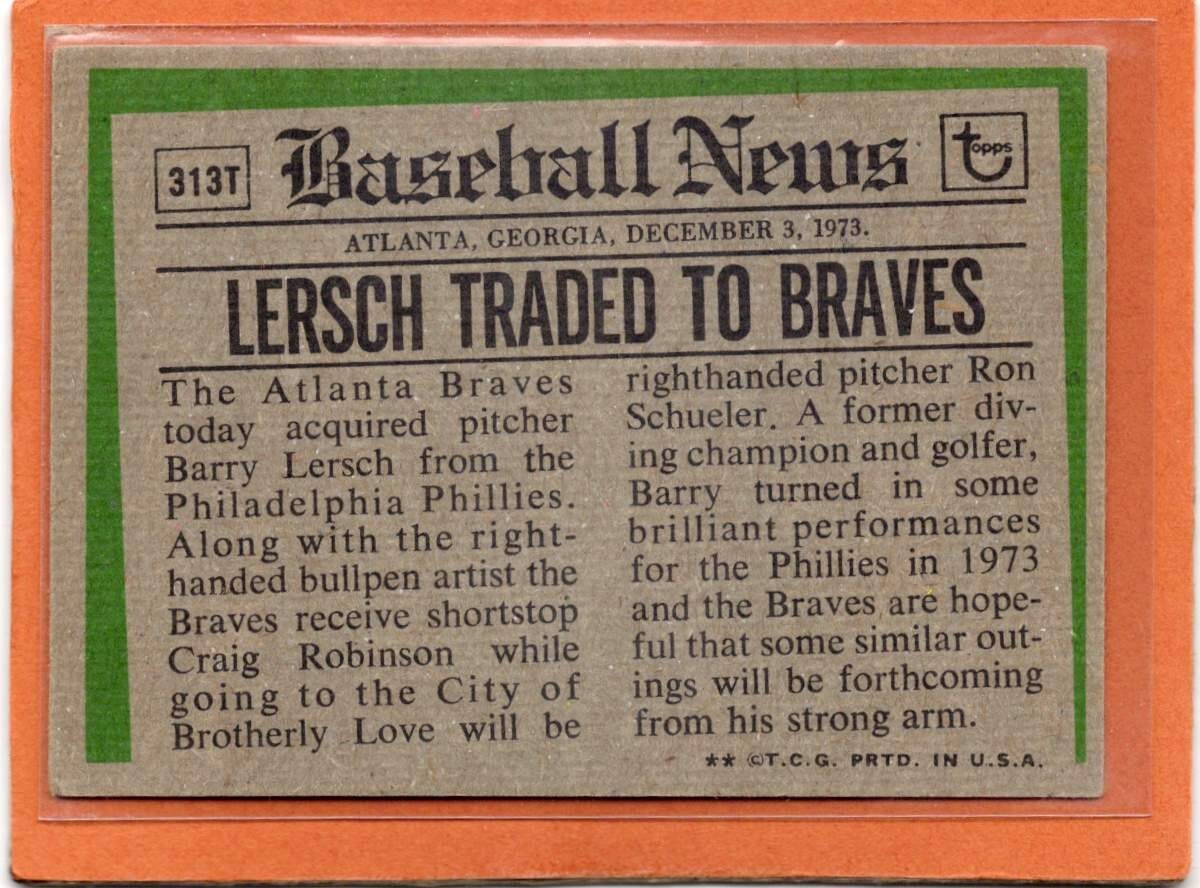 313T
Baseball News
topps
ATLANTA, GEORGIA, DECEMBER 3, 1973.
LERSCH TRADED TO BRAVES
The Atlanta Braves
today acquired pitcher
Barry Lersch from the
Philadelphia Phillies.
Along with the right-
handed bullpen artist the
Braves receive shortstop
Craig Robinson while
going to the City of
Brotherly Love will be
righthanded pitcher Ron
Schueler. A former div-
ing champion and golfer,
Barry turned in some
brilliant performances
for the Phillies in 1973
and the Braves are hope-
ful that some similar out-
ings will be forthcoming
from his strong arm.
** ©T.C.G. PRTD. IN U.S.A.